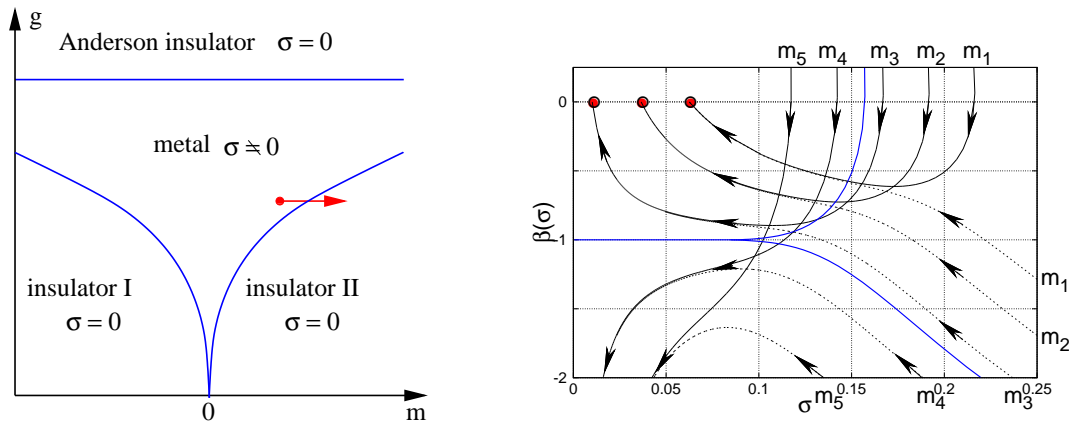 g
Anderson insulator σ = 0
metal σ ≠ 0
insulator I
σ = 0
insulator II
σ = 0
0
m
m5 m4 m3 m2 m1
0
-1
-2
β(σ)
0 0.05 0.1 0.15 0.2 0.25
σ m5 m4 m3
m1
m2